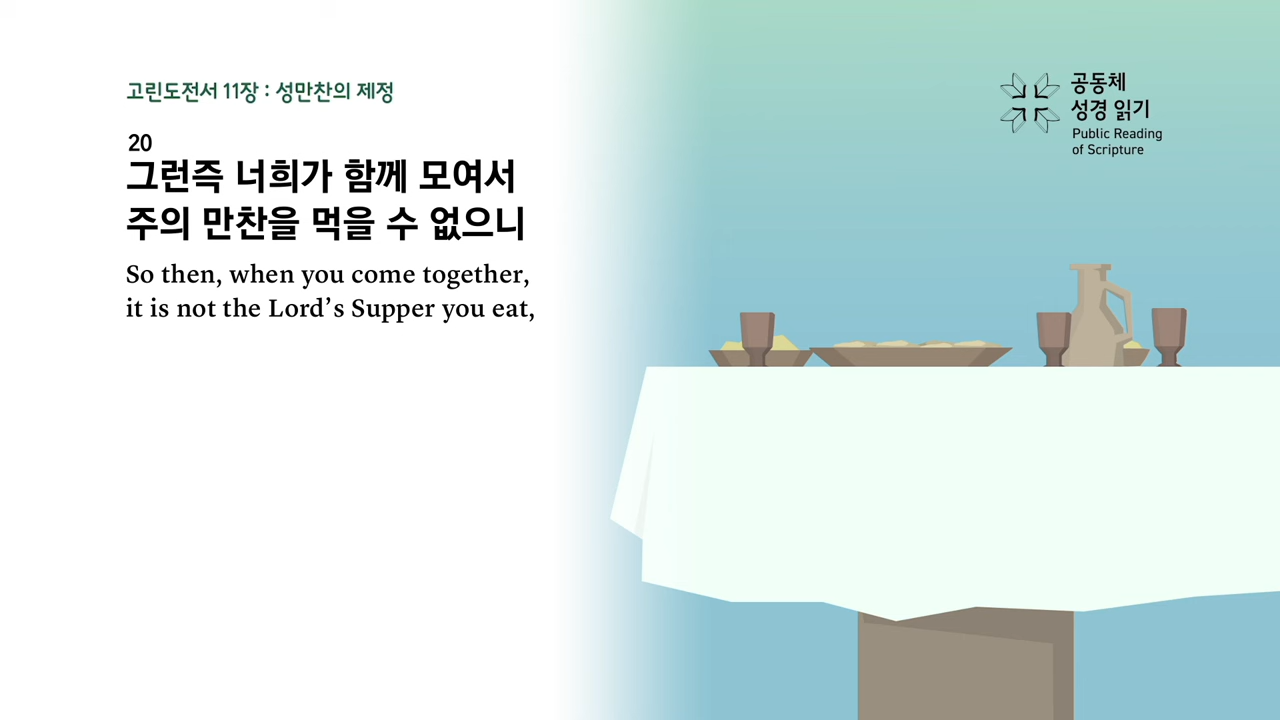 고린도전서 11장 : 성만찬의 제정
20
그런즉 너희가 함께 모여서
주의 만찬을 먹을 수 없으니
So then, when you come together,
it is not the Lord’s Supper you eat,
공동체
성경 읽기
Public Reading
of Scripture